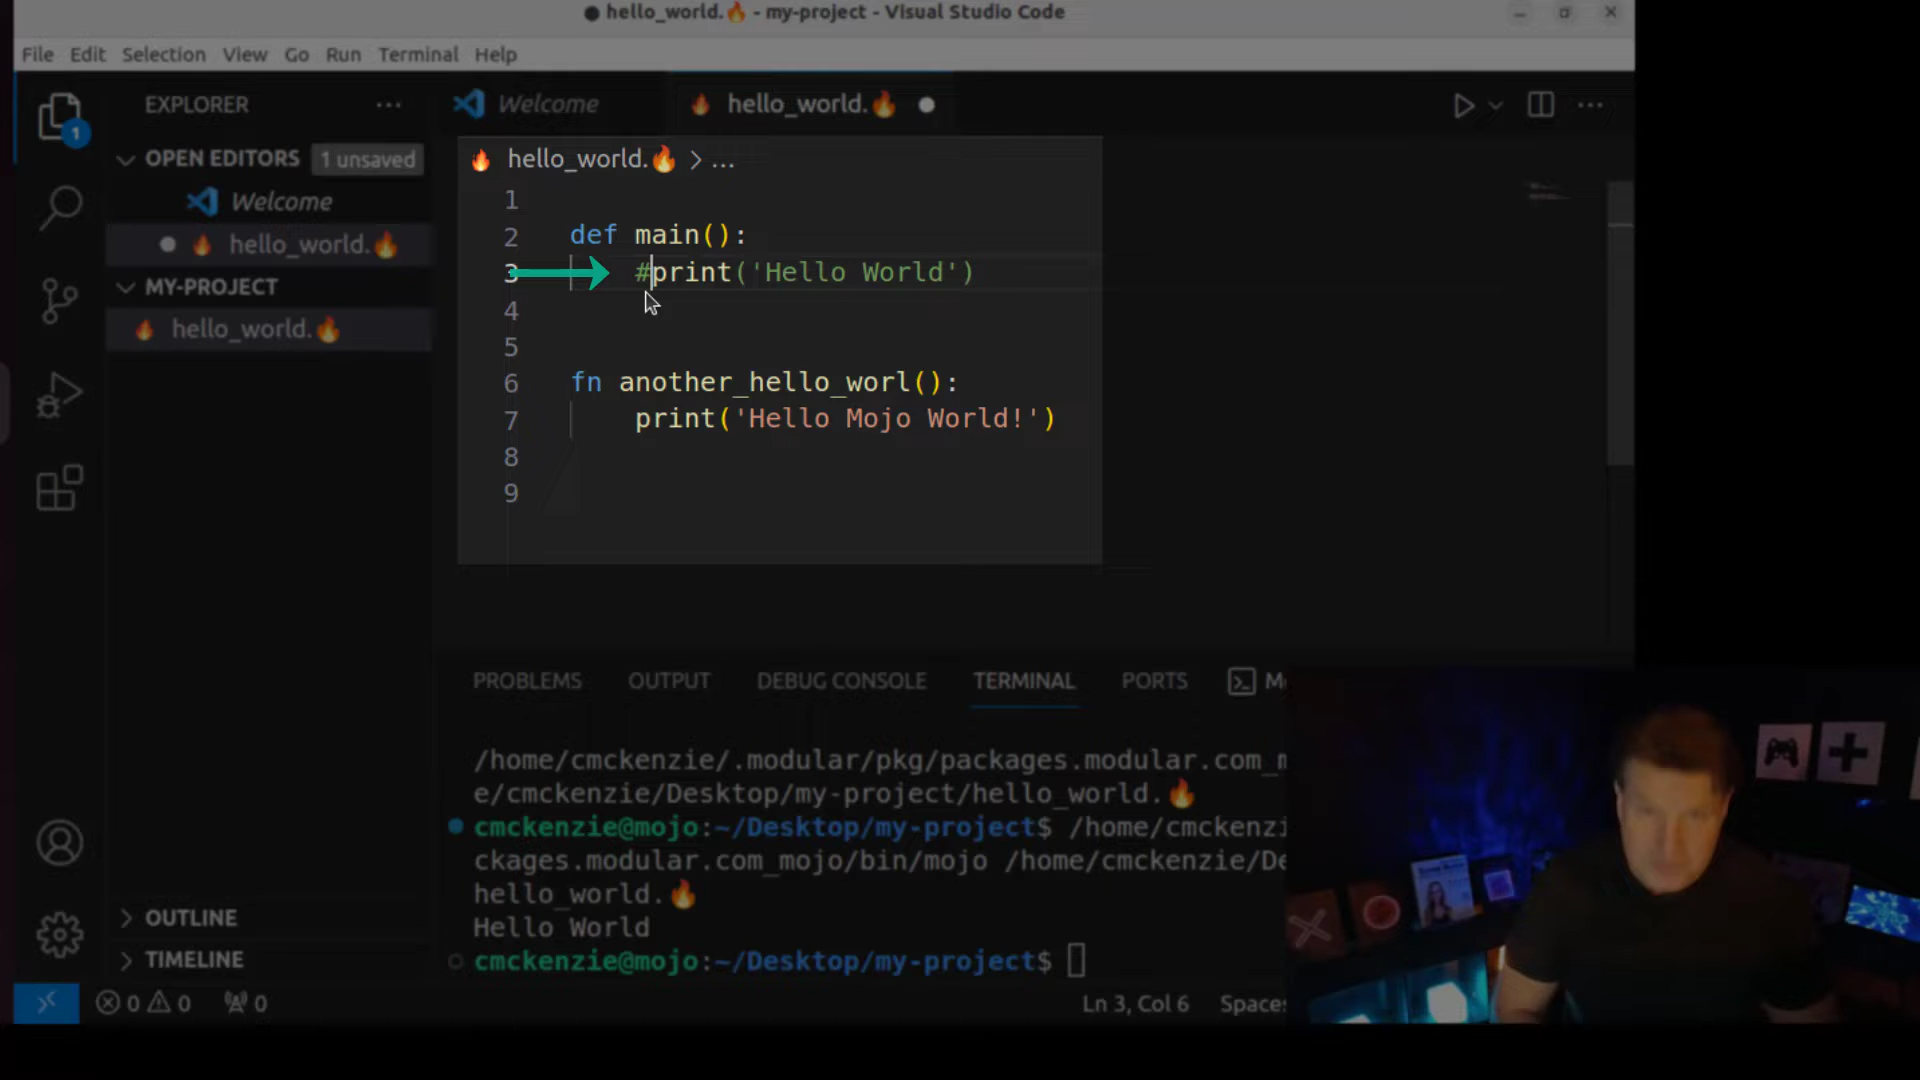 hello_world.🔥 - my-project - Visual Studio Code
File Edit Selection View Go Run Terminal Help
EXPLORER
Welcome
hello_world.🔥
OPEN EDITORS 1 unsaved
Welcome
hello_world.🔥
MY-PROJECT
hello_world.🔥
1
hello_world.🔥 > ...
1
2 def main():
3 #print('Hello World')
4
5
6 fn another_hello_worl():
7 print('Hello Mojo World!')
8
9
PROBLEMS OUTPUT DEBUG CONSOLE TERMINAL PORTS
/home/cmckenzie/.modular/pkg/packages.modular.com_m
e/cmckenzie/Desktop/my-project/hello_world.🔥
cmckenzie@mojo:~/Desktop/my-project$ /home/cmckenzi
ckages.modular.com_mojo/bin/mojo /home/cmckenzie/De
hello_world.🔥
Hello World
cmckenzie@mojo:~/Desktop/my-project$
OUTLINE
TIMELINE
0 0 0
Ln 3, Col 6 Spaces